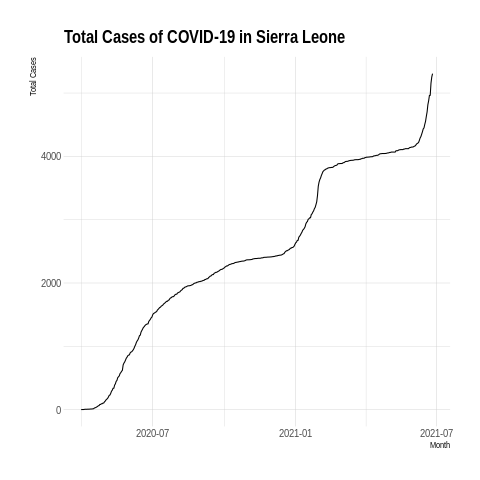 Total Cases of COVID-19 in Sierra Leone
Total Cases
4000
2000
0
2020-07
2021-01
2021-07
Month